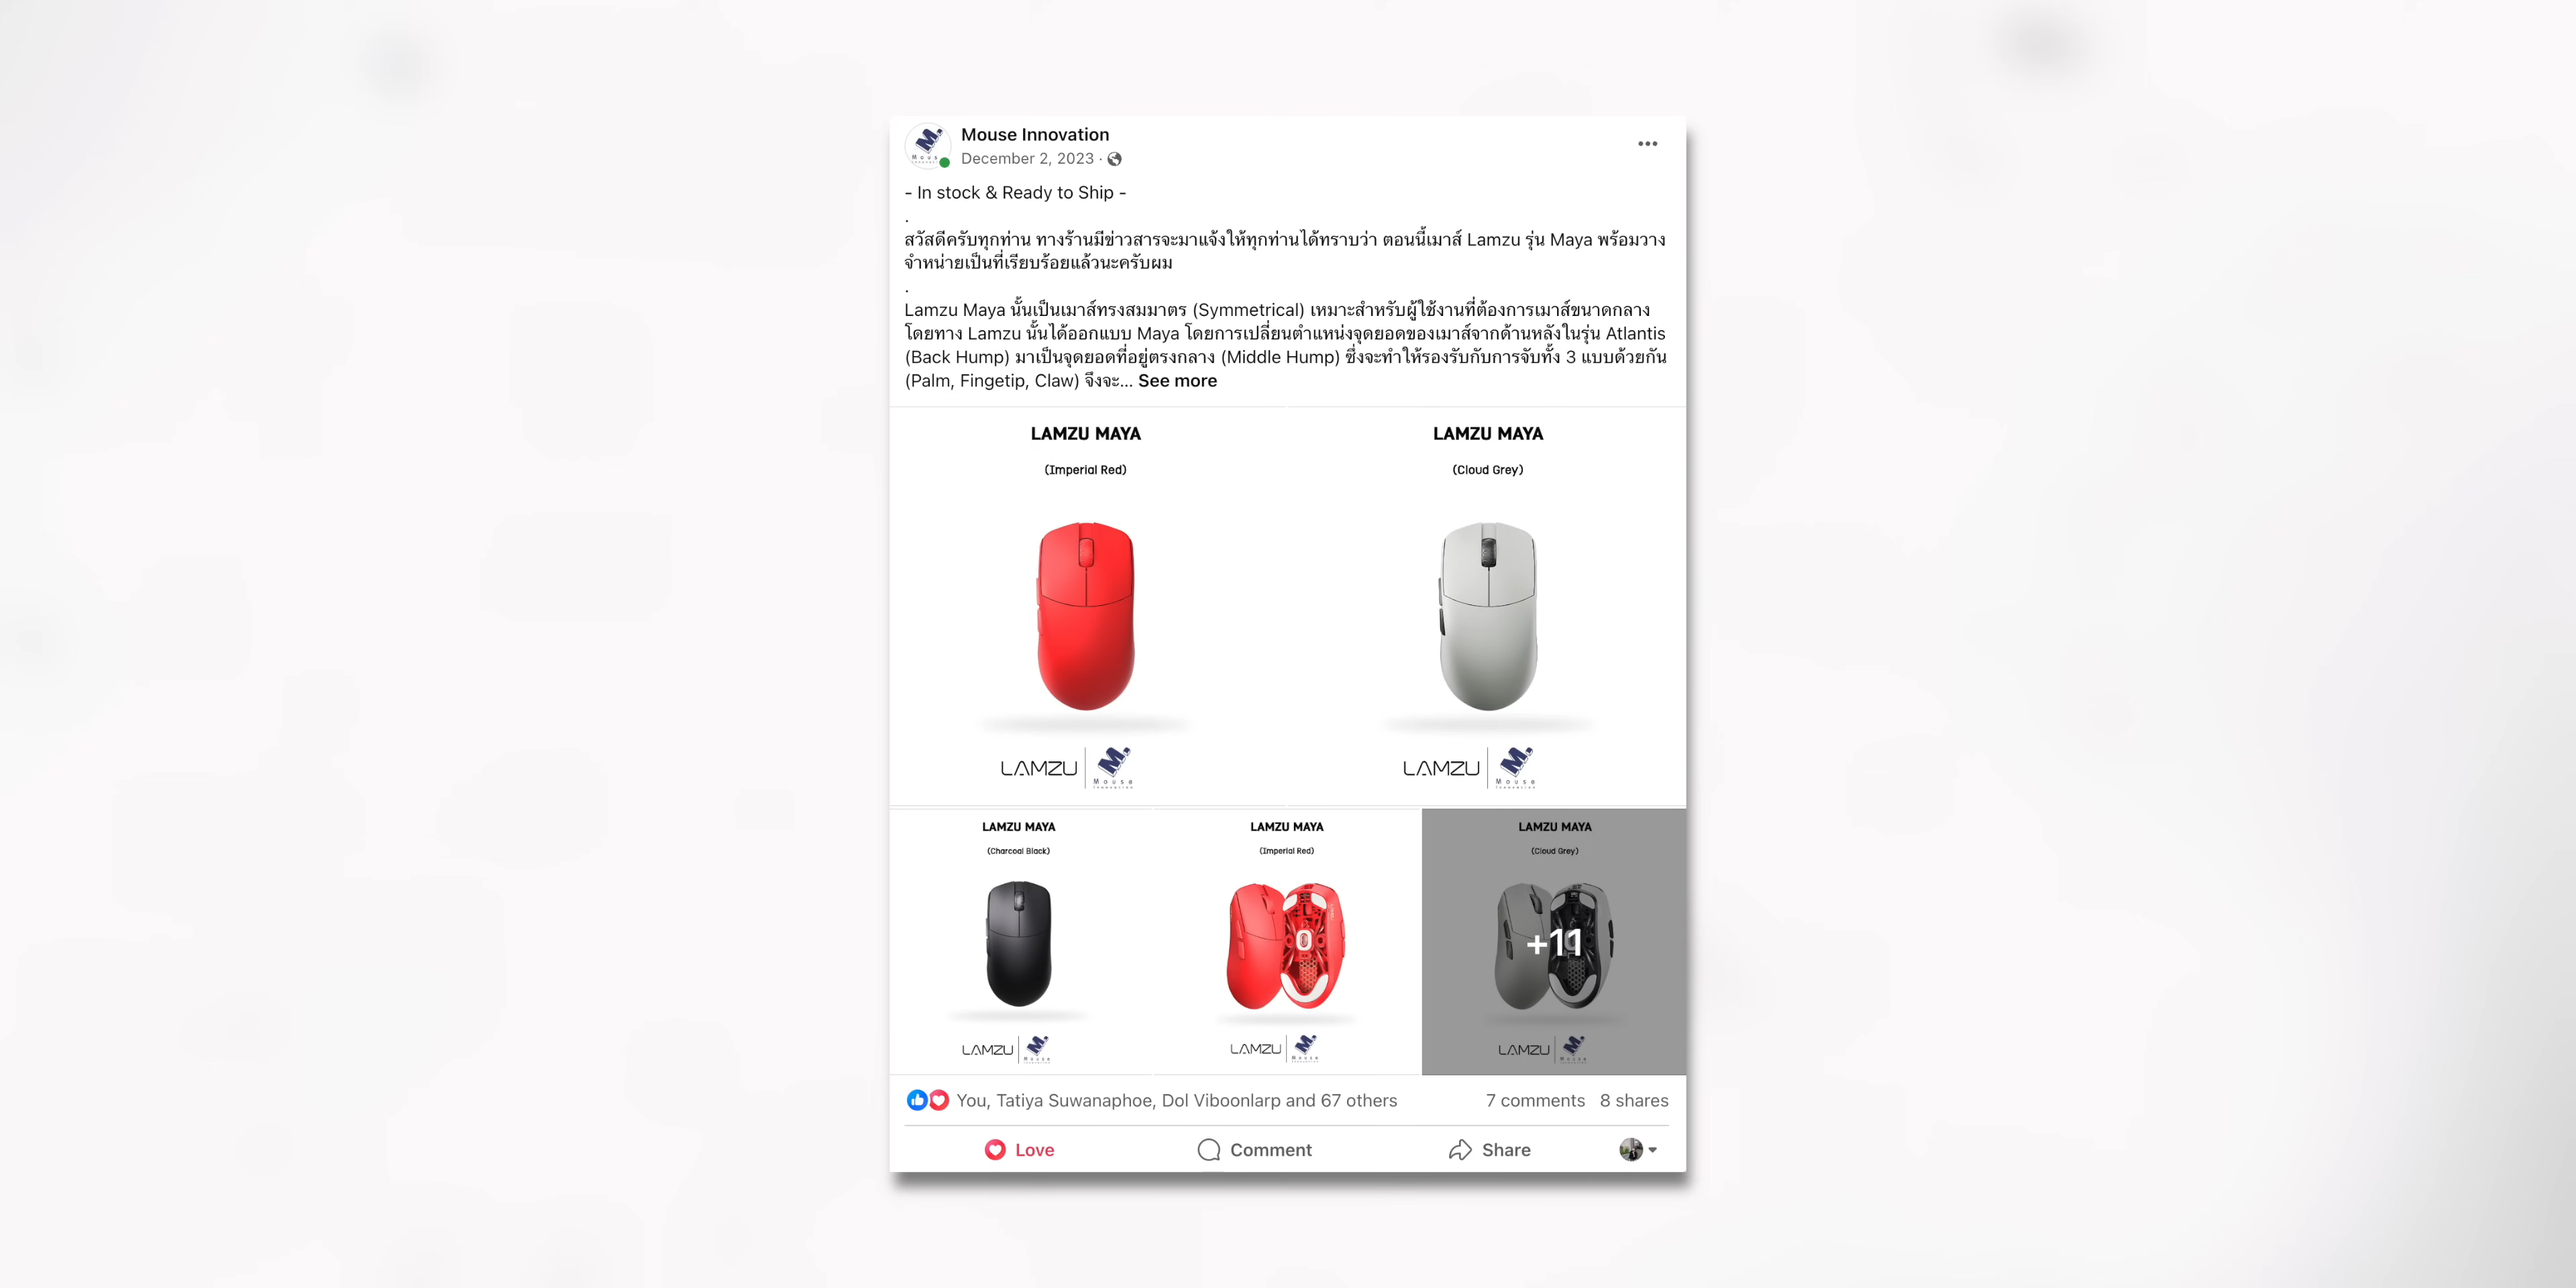 Mouse Innovation
December 2, 2023 ·
- In stock & Ready to Ship -
.
สวัสดีครับทุกท่าน ทางร้านมีข่าวสารจะมาแจ้งให้ทุกท่านได้ทราบว่า ตอนนี้เมาส์ Lamzu รุ่น Maya พร้อมวาง
จำหน่ายเป็นที่เรียบร้อยแล้วนะครับผม
.
Lamzu Maya นั้นเป็นเมาส์ทรงสมมาตร (Symmetrical) เหมาะสำหรับผู้ใช้งานที่ต้องการเมาส์ขนาดกลาง
โดยทาง Lamzu นั้นได้ออกแบบ Maya โดยการเปลี่ยนตำแหน่งจุดยอดของเมาส์จากด้านหลังในรุ่น Atlantis
(Back Hump) มาเป็นจุดยอดที่อยู่ตรงกลาง (Middle Hump) ซึ่งจะทำให้รองรับกับการจับทั้ง 3 แบบด้วยกัน
(Palm, Fingetip, Claw) จึงจะ... See more
LAMZU MAYA
(Imperial Red)
LAMZU
Mouse
LAMZU MAYA
(Cloud Grey)
LAMZU
Mouse
LAMZU MAYA
(Charcoal Black)
LAMZU
Mouse
LAMZU MAYA
(Imperial Red)
LAMZU
Mouse
LAMZU MAYA
(Cloud Grey)
+11
LAMZU
Mouse
You, Tatiya Suwanaphoe, Dol Viboonlarp and 67 others
7 comments 8 shares
Love
Comment
Share